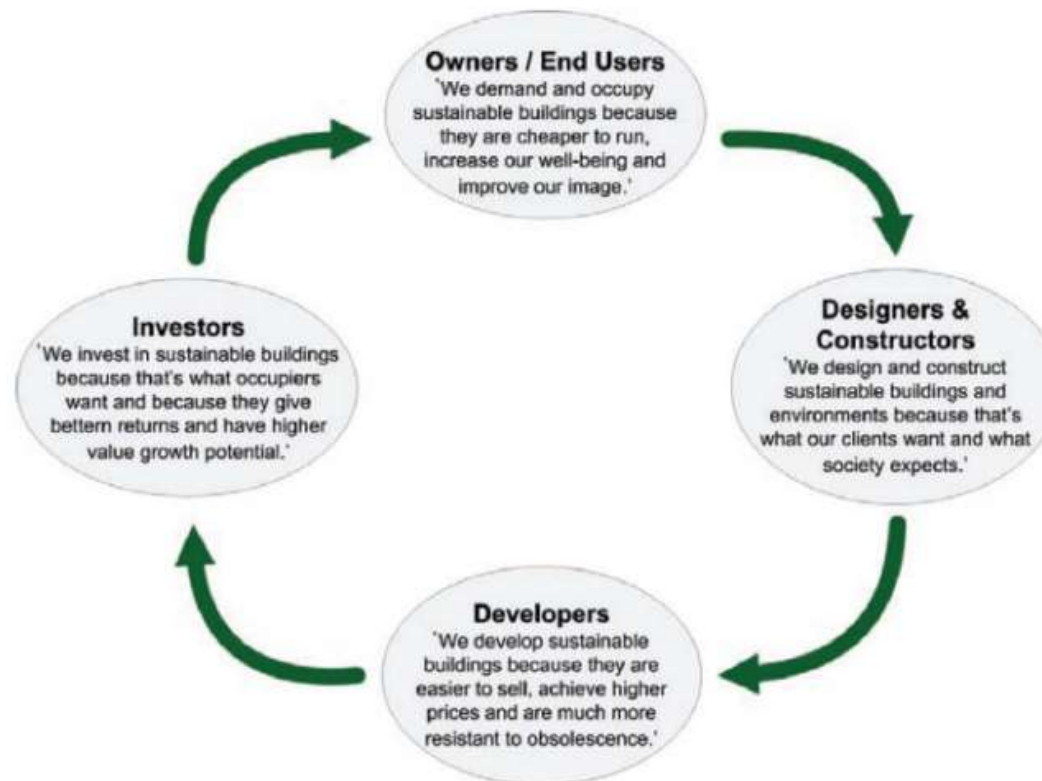 Owners / End Users
'We demand and occupy
sustainable buildings because
they are cheaper to run,
increase our well-being and
improve our image.'
Designers &
Constructors
'We design and construct
sustainable buildings and
environments because that's
what our clients want and what
society expects.'
Developers
'We develop sustainable
buildings because they are
easier to sell, achieve higher
prices and are much more
resistant to obsolescence.'
Investors
'We invest in sustainable buildings
because that's what occupiers
want and because they give
bettern returns and have higher
value growth potential.'